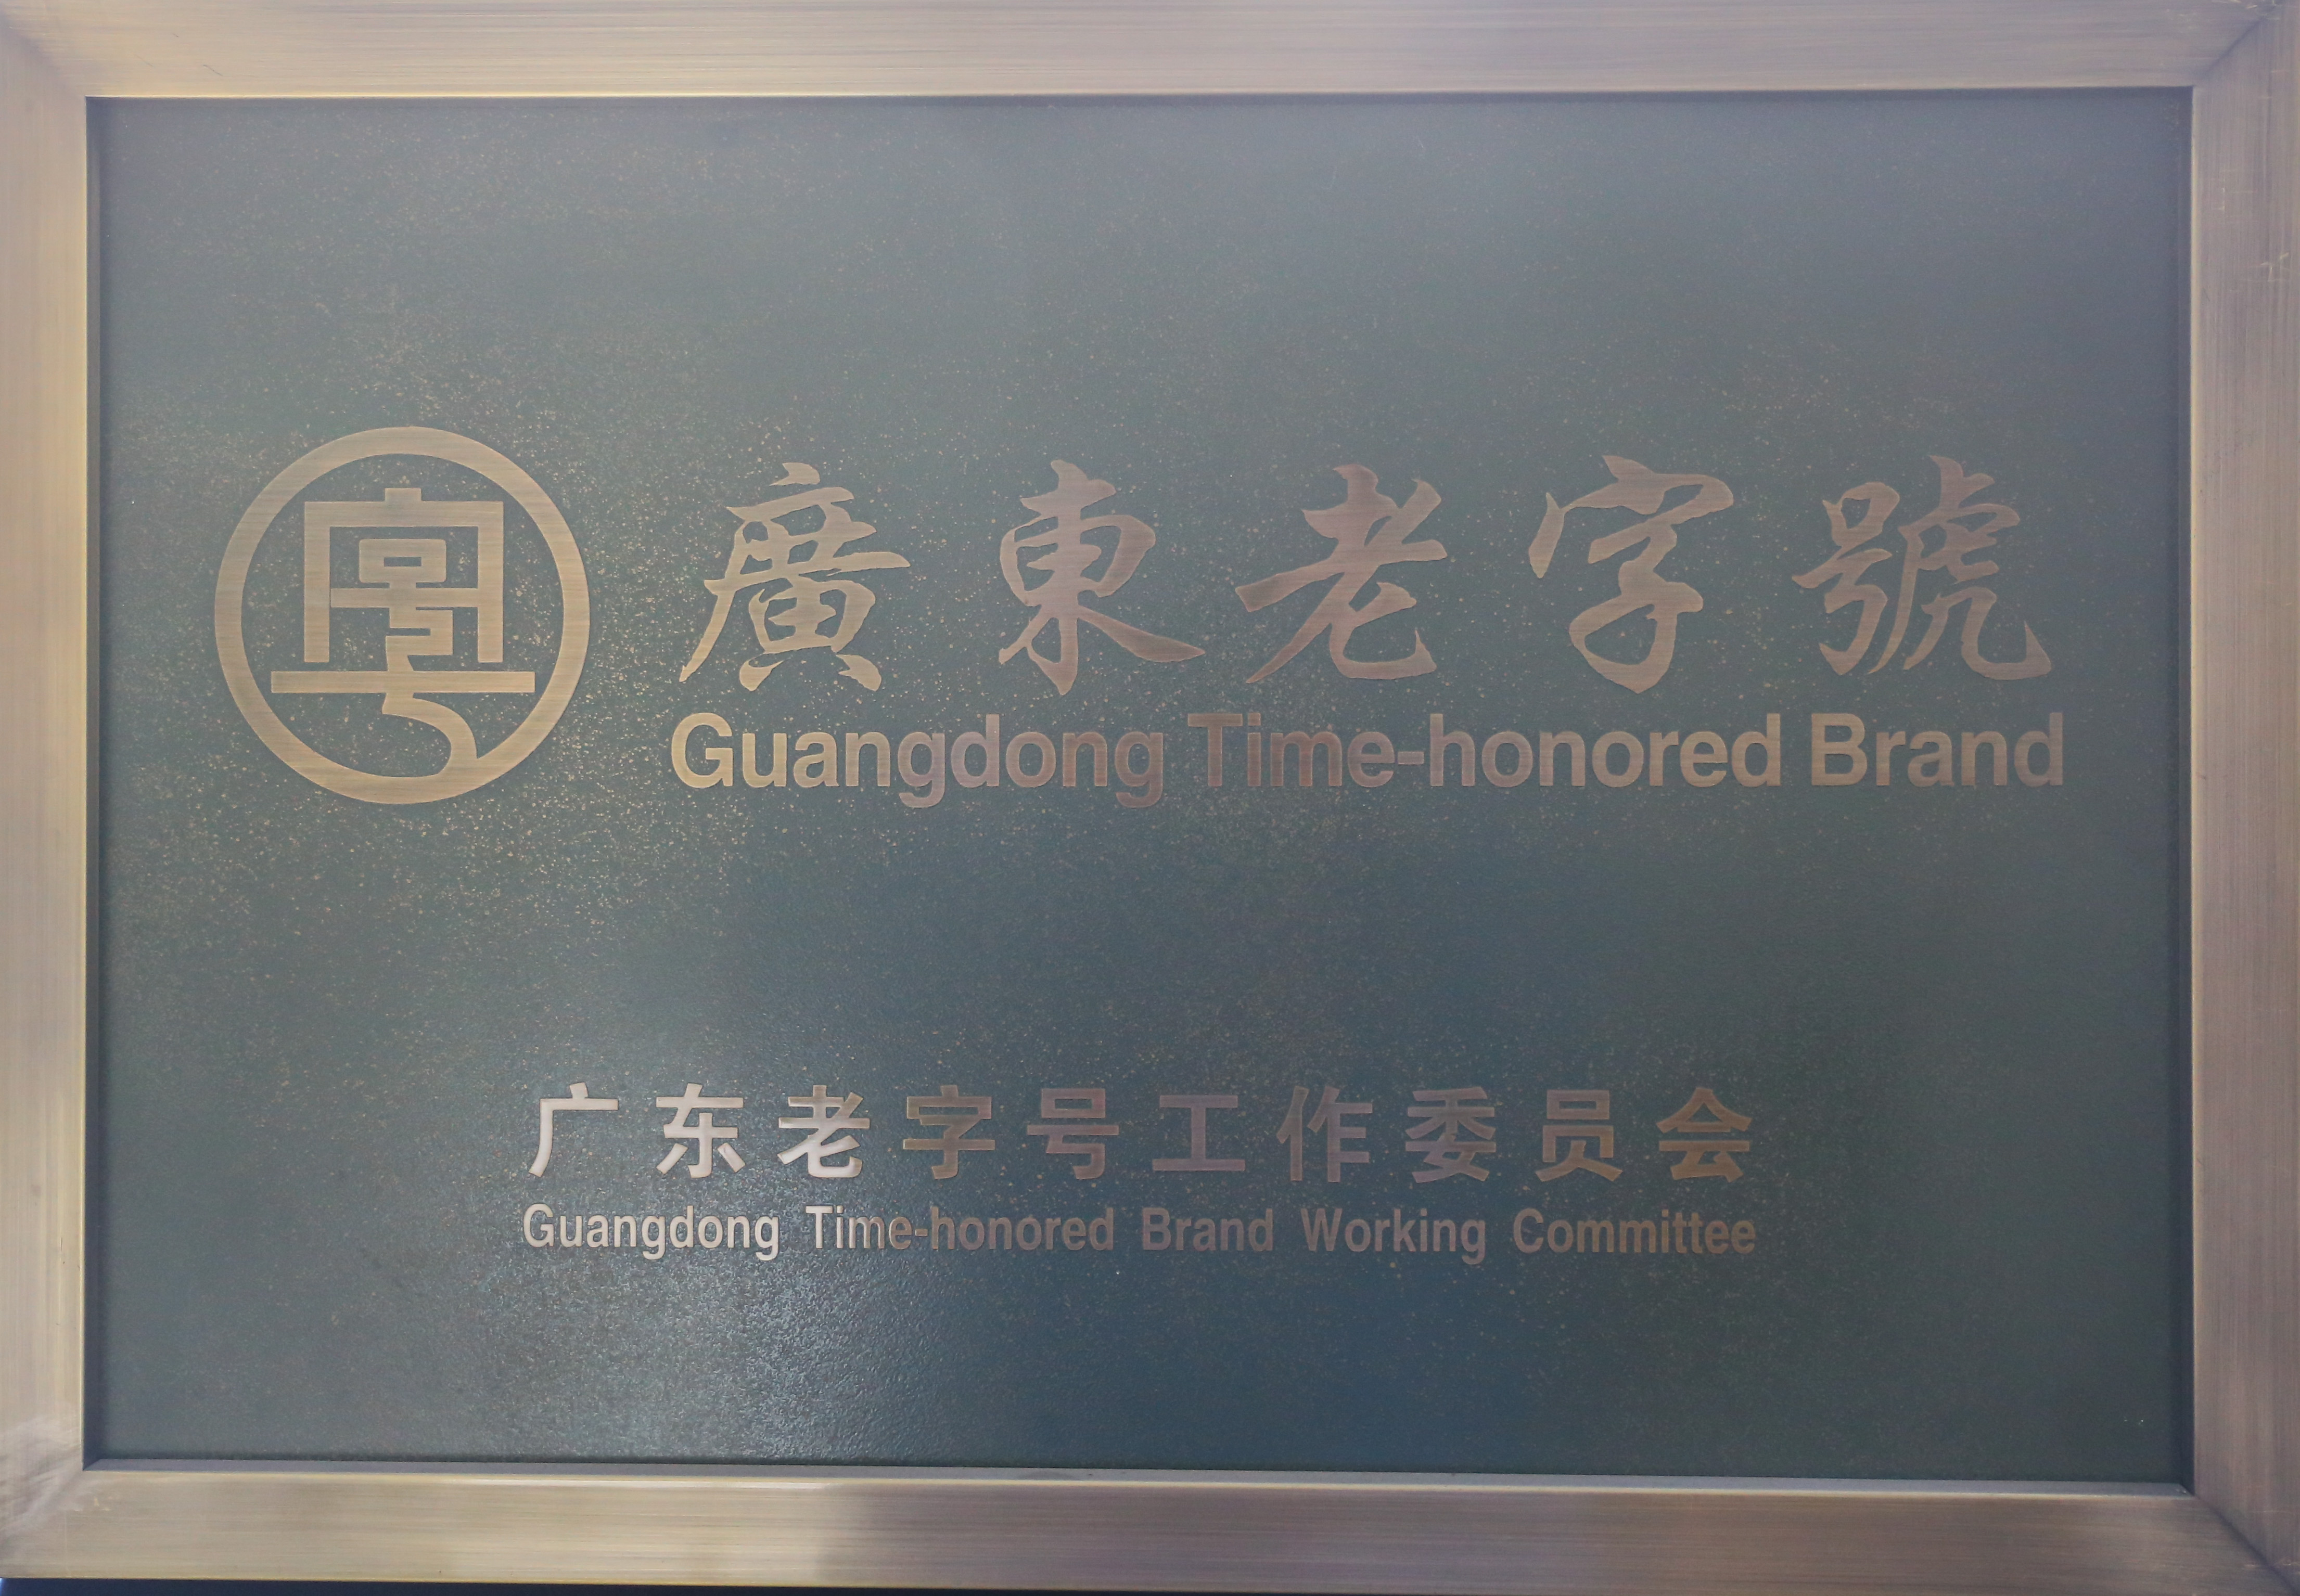 廣東老字號
Guangdong Time-honored Brand
广东老字号工作委员会
Guangdong Time-honored Brand Working Committee